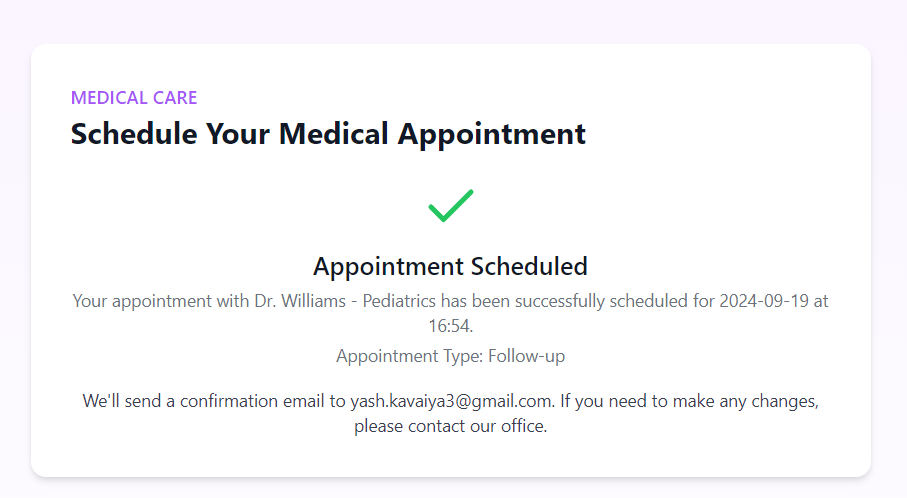 MEDICAL CARE
Schedule Your Medical Appointment
Appointment Scheduled
Your appointment with Dr. Williams - Pediatrics has been successfully scheduled for 2024-09-19 at
16:54.
Appointment Type: Follow-up
We'll send a confirmation email to yash.kavaiya3@gmail.com. If you need to make any changes,
please contact our office.